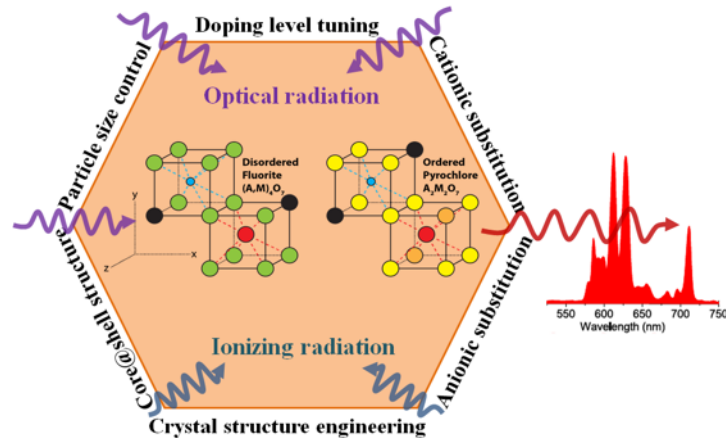 Doping level tuning
Particle size control
Cationic substitution
Optical radiation
Disordered
Fluorite
(A,M)₄O₇
Ordered
Pyrochlore
A₂M₂O₇
y
x
z
Core@shell structure
Anionic substitution
Ionizing radiation
Crystal structure engineering
550 600 650 700 750
Wavelength (nm)